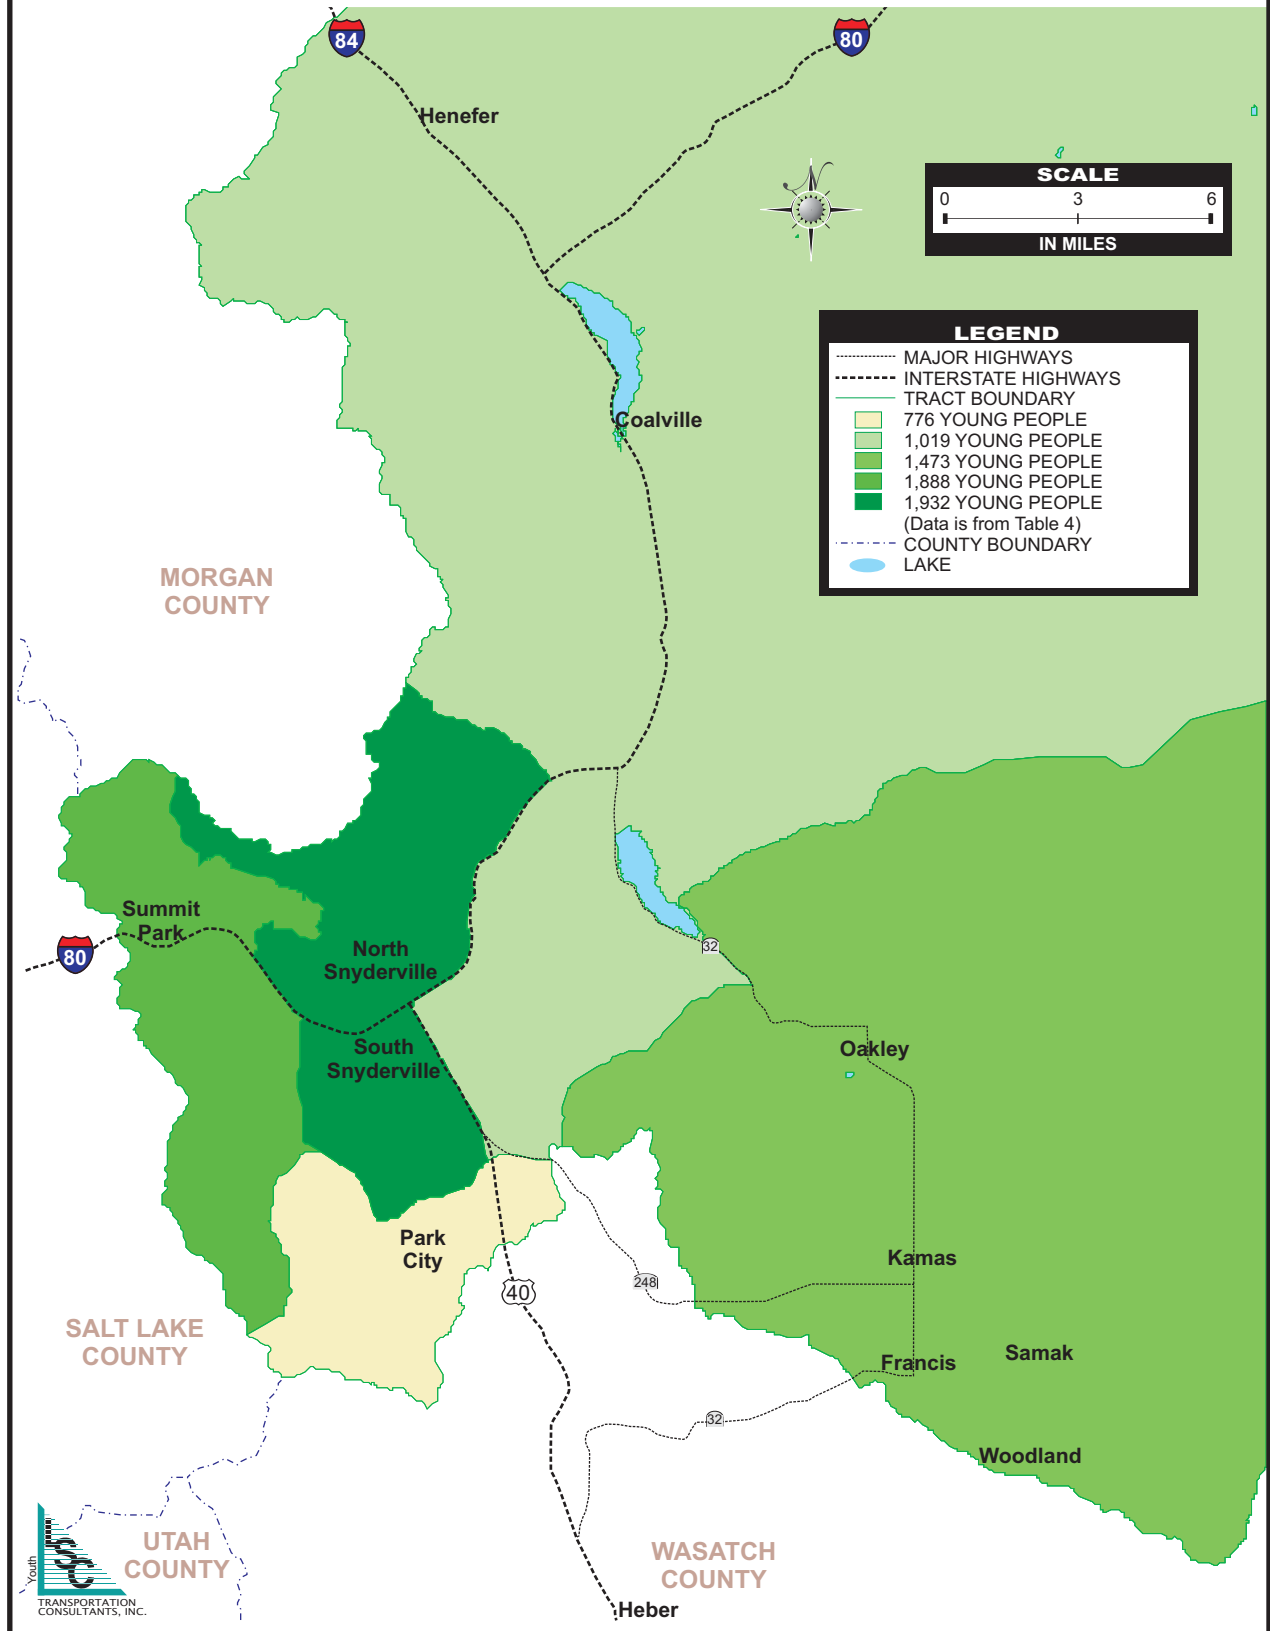 84
80
Henefer
SCALE
0 3 6
IN MILES
LEGEND
MAJOR HIGHWAYS
INTERSTATE HIGHWAYS
TRACT BOUNDARY
776 YOUNG PEOPLE
1,019 YOUNG PEOPLE
1,473 YOUNG PEOPLE
1,888 YOUNG PEOPLE
1,932 YOUNG PEOPLE
(Data is from Table 4)
COUNTY BOUNDARY
LAKE
Coalville
MORGAN
COUNTY
Summit
Park
80
North
Snyderville
32
South
Snyderville
Oakley
Park
City
Kamas
248
40
SALT LAKE
COUNTY
Francis
Samak
32
Woodland
UTAH
COUNTY
WASATCH
COUNTY
Youth
LSC
TRANSPORTATION
CONSULTANTS, INC.
Heber